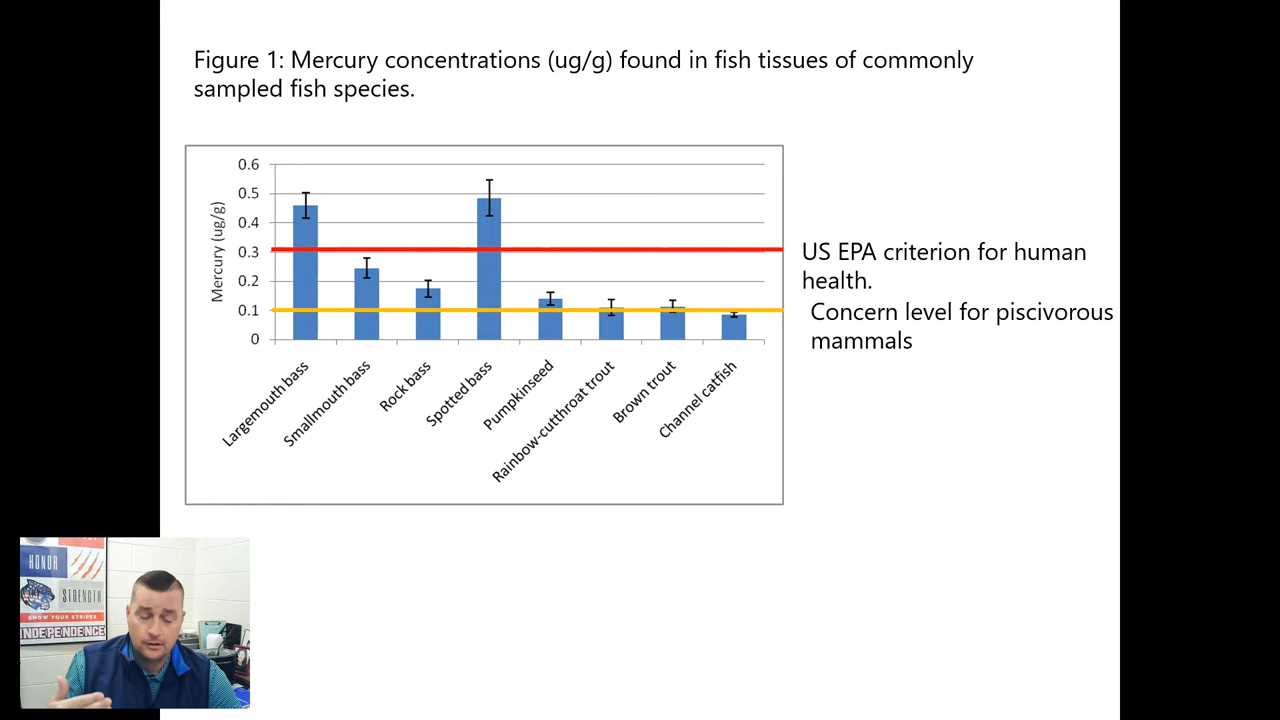 Figure 1: Mercury concentrations (ug/g) found in fish tissues of commonly
sampled fish species.
0.6
0.5
0.4
0.3
0.2
0.1
0
Mercury (ug/g)
Largemouth bass
Smallmouth bass
Rock bass
Spotted bass
Pumpkinseed
Rainbow-cutthroat trout
Brown trout
Channel catfish
US EPA criterion for human
health.
Concern level for piscivorous
mammals
HONOR
STRENGTH
SHOW YOUR STRIPES
INDEPENDENCE